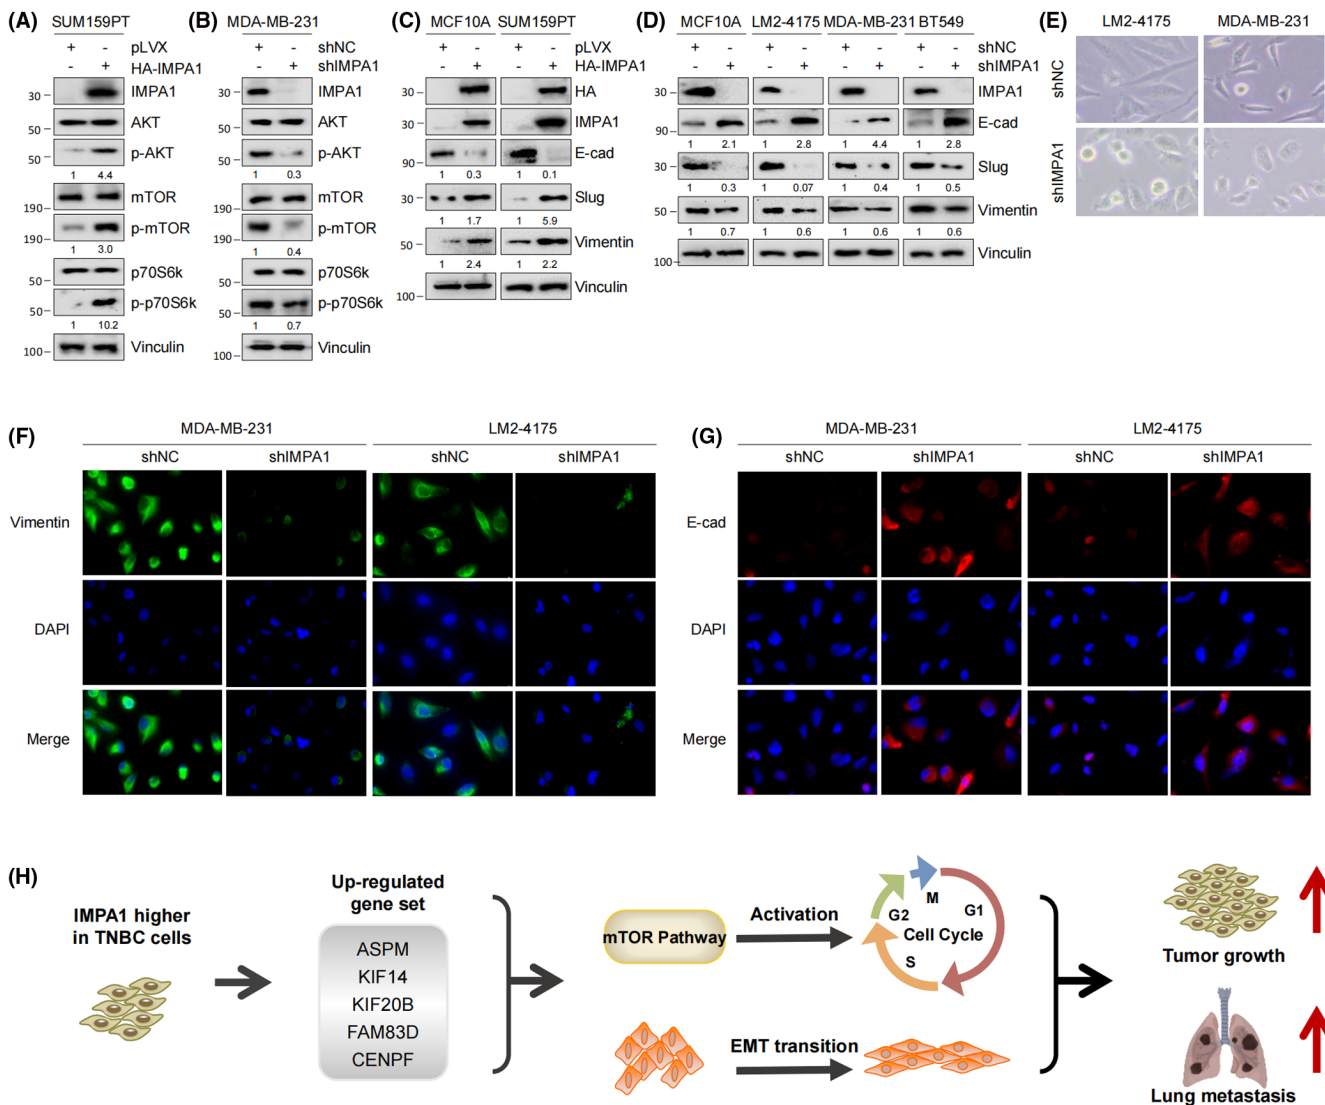 (A)
SUM159PT
+ - pLVX
- + HA-IMPA1
30 IMPA1
50 AKT
50 p-AKT
1 4.4
190 mTOR
190 p-mTOR
1 3.0
50 p70S6k
50 p-p70S6k
1 10.2
100 Vinculin
(B)
MDA-MB-231
+ - shNC
- + shIMPA1
30 IMPA1
50 AKT
50 p-AKT
1 0.3
190 mTOR
190 p-mTOR
1 0.4
50 p70S6k
50 p-p70S6k
1 0.7
100 Vinculin
(C)
MCF10A SUM159PT
+ - + - pLVX
- + - + HA-IMPA1
30 HA
30 IMPA1
90 E-cad
1 0.3 1 0.1
30 Slug
1 1.7 1 5.9
50 Vimentin
1 2.4 1 2.2
100 Vinculin
(D)
MCF10A LM2-4175 MDA-MB-231 BT549
+ - + - + - + - shNC
- + - + - + - + shIMPA1
30 IMPA1
90 E-cad
1 2.1 1 2.8 1 4.4 1 2.8
30 Slug
1 0.3 1 0.07 1 0.4 1 0.5
50 Vimentin
1 0.7 1 0.6 1 0.6 1 0.6
100 Vinculin
(E)
LM2-4175 MDA-MB-231
shNC
shIMPA1
(F)
MDA-MB-231 LM2-4175
shNC shIMPA1 shNC shIMPA1
Vimentin
DAPI
Merge
(G)
MDA-MB-231 LM2-4175
shNC shIMPA1 shNC shIMPA1
E-cad
DAPI
Merge
(H)
IMPA1 higher
in TNBC cells
Up-regulated
gene set
ASPM
KIF14
KIF20B
FAM83D
CENPF
mTOR Pathway
Activation
M
G2 G1
Cell Cycle
S
EMT transition
Tumor growth
Lung metastasis